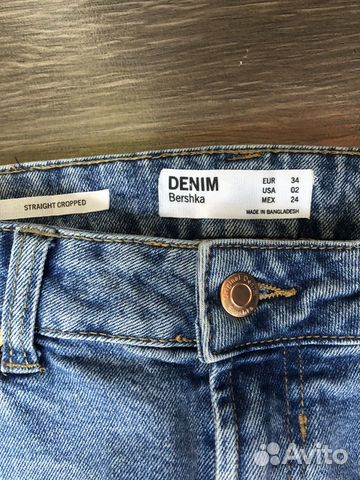 DENIM
Bershka
EUR 34
USA 02
MEX 24
MADE IN BANGLADESH
STRAIGHT CROPPED
Avito